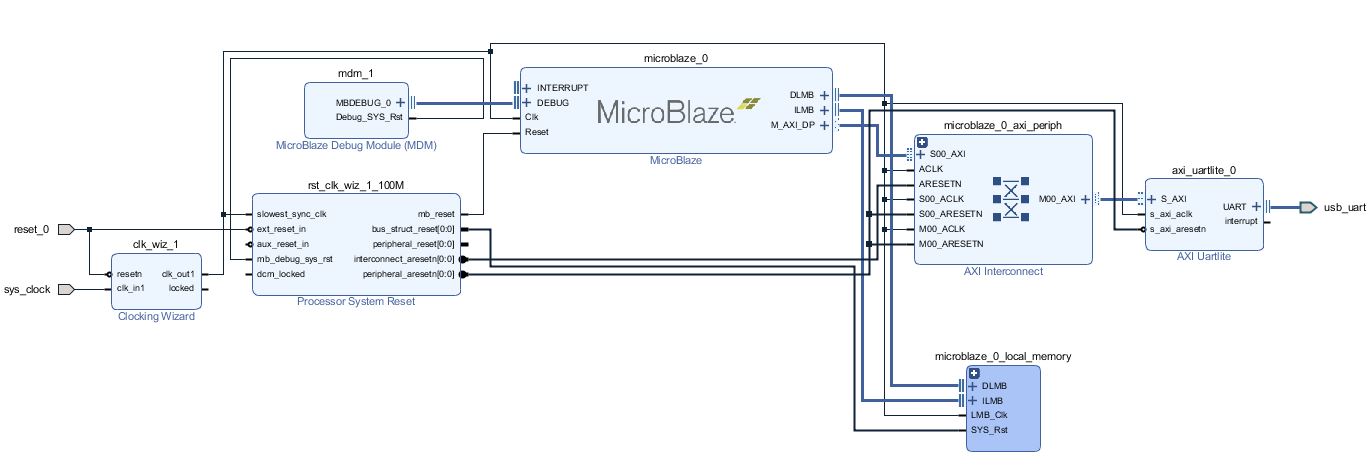 reset_0
sys_clock
clk_wiz_1
resetn
clk_in1
clk_out1
locked
Clocking Wizard
mdm_1
MBDEBUG_0
Debug_SYS_Rst
MicroBlaze Debug Module (MDM)
rst_clk_wiz_1_100M
slowest_sync_clk
ext_reset_in
aux_reset_in
mb_debug_sys_rst
dcm_locked
mb_reset
bus_struct_reset[0:0]
peripheral_reset[0:0]
interconnect_aresetn[0:0]
peripheral_aresetn[0:0]
Processor System Reset
microblaze_0
INTERRUPT
DEBUG
Clk
Reset
MicroBlaze
DLMB
ILMB
M_AXI_DP
MicroBlaze
microblaze_0_axi_periph
S00_AXI
ACLK
ARESETN
S00_ACLK
S00_ARESETN
M00_ACLK
M00_ARESETN
M00_AXI
AXI Interconnect
axi_uartlite_0
S_AXI
s_axi_aclk
s_axi_aresetn
UART
interrupt
AXI Uartlite
usb_uart
microblaze_0_local_memory
DLMB
ILMB
LMB_Clk
SYS_Rst